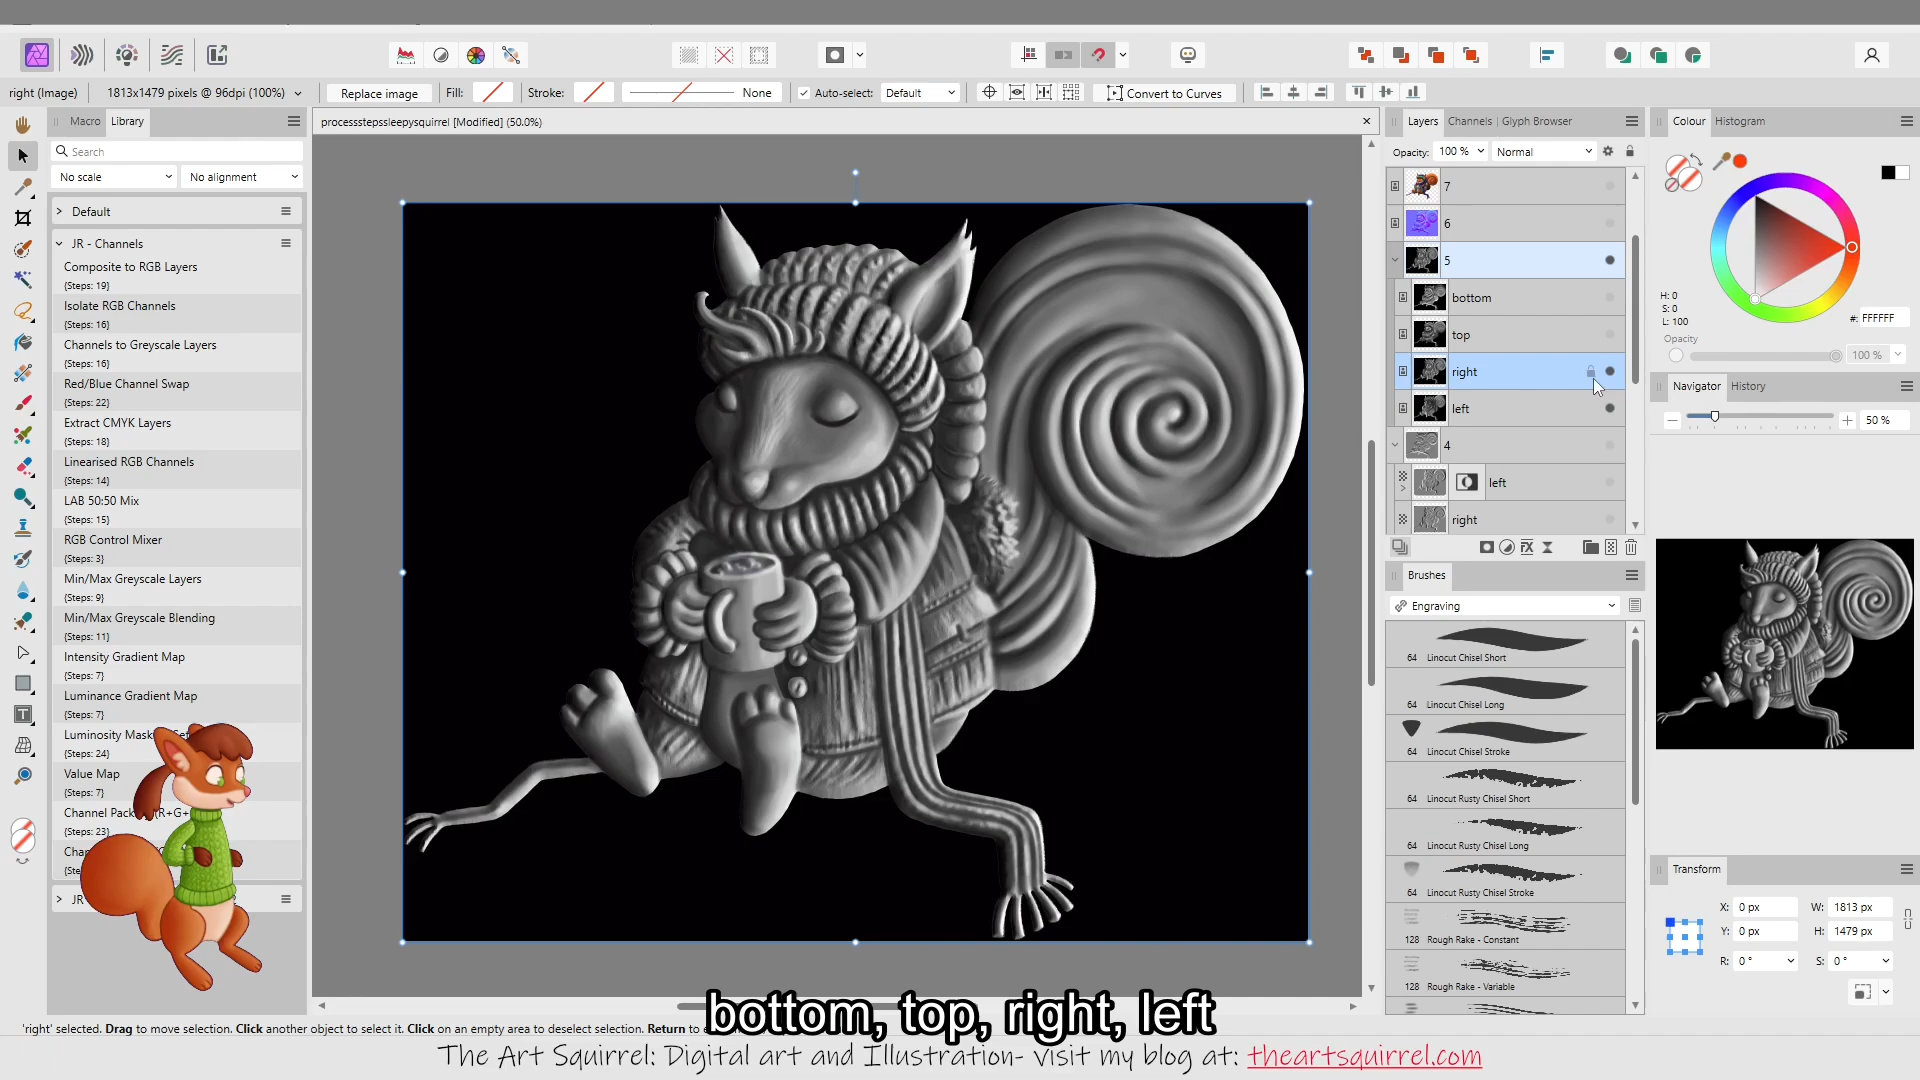 right (Image)
1813x1479 pixels @ 96dpi (100%)
Replace image
Fill:
Stroke:
None
Auto-select:
Default
Convert to Curves
Macro
Library
processstepssleepysquirrel [Modified] (50.0%)
Search
No scale
No alignment
Default
JR - Channels
Composite to RGB Layers
{Steps: 19}
Isolate RGB Channels
{Steps: 16}
Channels to Greyscale Layers
{Steps: 16}
Red/Blue Channel Swap
{Steps: 22}
Extract CMYK Layers
{Steps: 18}
Linearised RGB Channels
{Steps: 14}
LAB 50:50 Mix
{Steps: 15}
RGB Control Mixer
{Steps: 3}
Min/Max Greyscale Layers
{Steps: 9}
Min/Max Greyscale Blending
{Steps: 11}
Intensity Gradient Map
{Steps: 7}
Luminance Gradient Map
{Steps: 7}
Luminosity Mask
{Steps: 24}
Value Map
{Steps: 7}
Channel Pack (R+G+
{Steps: 23}
JR
Layers
Channels
Glyph Browser
Opacity:
100 %
Normal
7
6
5
bottom
top
right
left
4
left
right
Brushes
Engraving
64 Linocut Chisel Short
64 Linocut Chisel Long
64 Linocut Chisel Stroke
64 Linocut Rusty Chisel Short
64 Linocut Rusty Chisel Long
64 Linocut Rusty Chisel Stroke
128 Rough Rake - Constant
128 Rough Rake - Variable
Colour
Histogram
H: 0
S: 0
L: 100
#: FFFFFF
Opacity
100 %
Navigator
History
50 %
Transform
X: 0 px
W: 1813 px
Y: 0 px
H: 1479 px
R: 0 °
S: 0 °
'right' selected. Drag to move selection. Click another object to select it. Click on an empty area to deselect selection. Return to
bottom, top, right, left
The Art Squirrel: Digital art and Illustration- visit my blog at: theartsquirrel.com